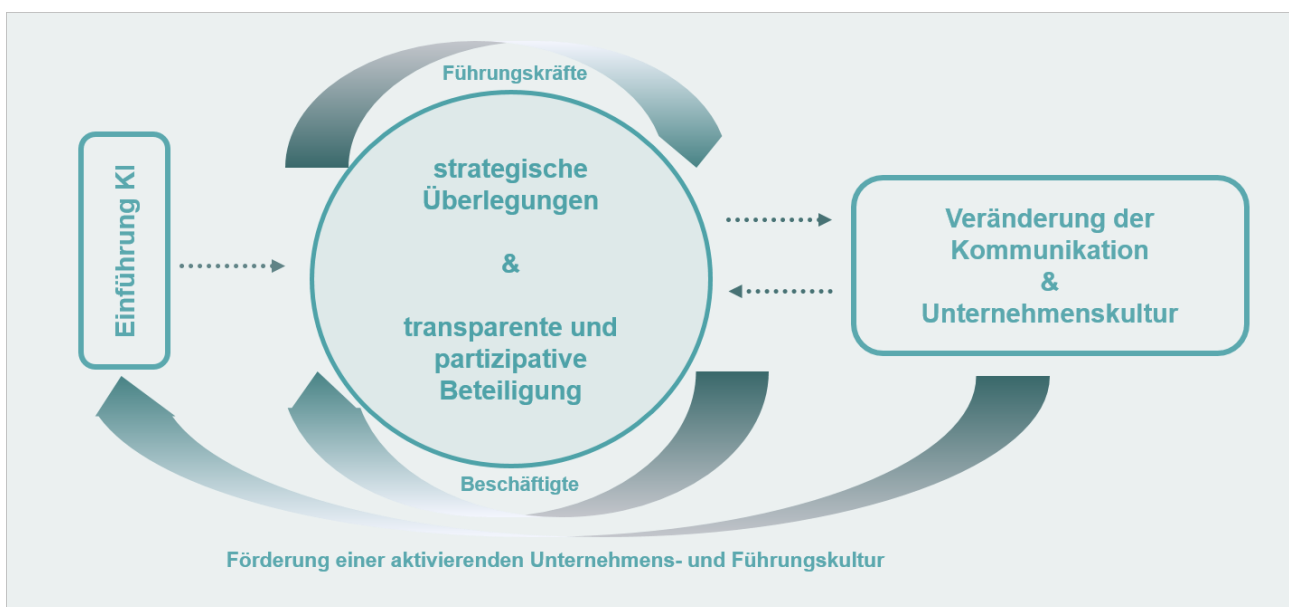 Führungskräfte
Einführung KI
strategische
Überlegungen
&
transparente und
partizipative
Beteiligung
Veränderung der
Kommunikation
&
Unternehmenskultur
Beschäftigte
Förderung einer aktivierenden Unternehmens- und Führungskultur